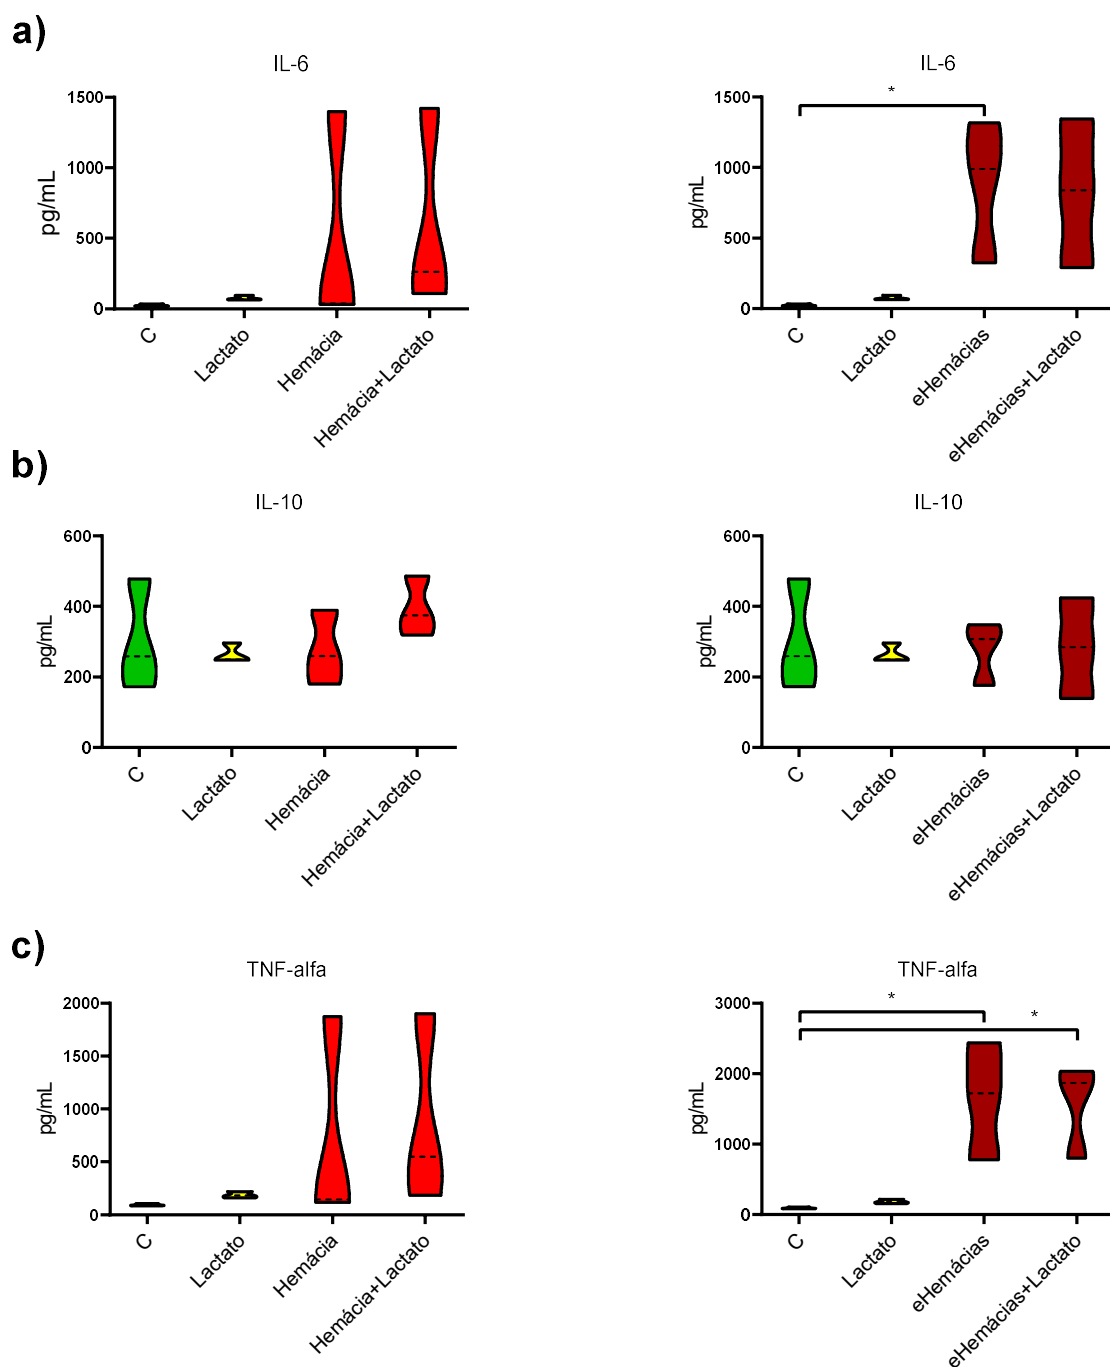 a)
IL-6
pg/mL
1500
1000
500
0
C
Lactato
Hemácia
Hemácia+Lactato
IL-6
*
pg/mL
1500
1000
500
0
C
Lactato
eHemácias
eHemácias+Lactato
b)
IL-10
pg/mL
600
400
200
0
C
Lactato
Hemácia
Hemácia+Lactato
IL-10
pg/mL
600
400
200
0
C
Lactato
eHemácias
eHemácias+Lactato
c)
TNF-alfa
pg/mL
2000
1500
1000
500
0
C
Lactato
Hemácia
Hemácia+Lactato
TNF-alfa
*
*
pg/mL
3000
2000
1000
0
C
Lactato
eHemácias
eHemácias+Lactato